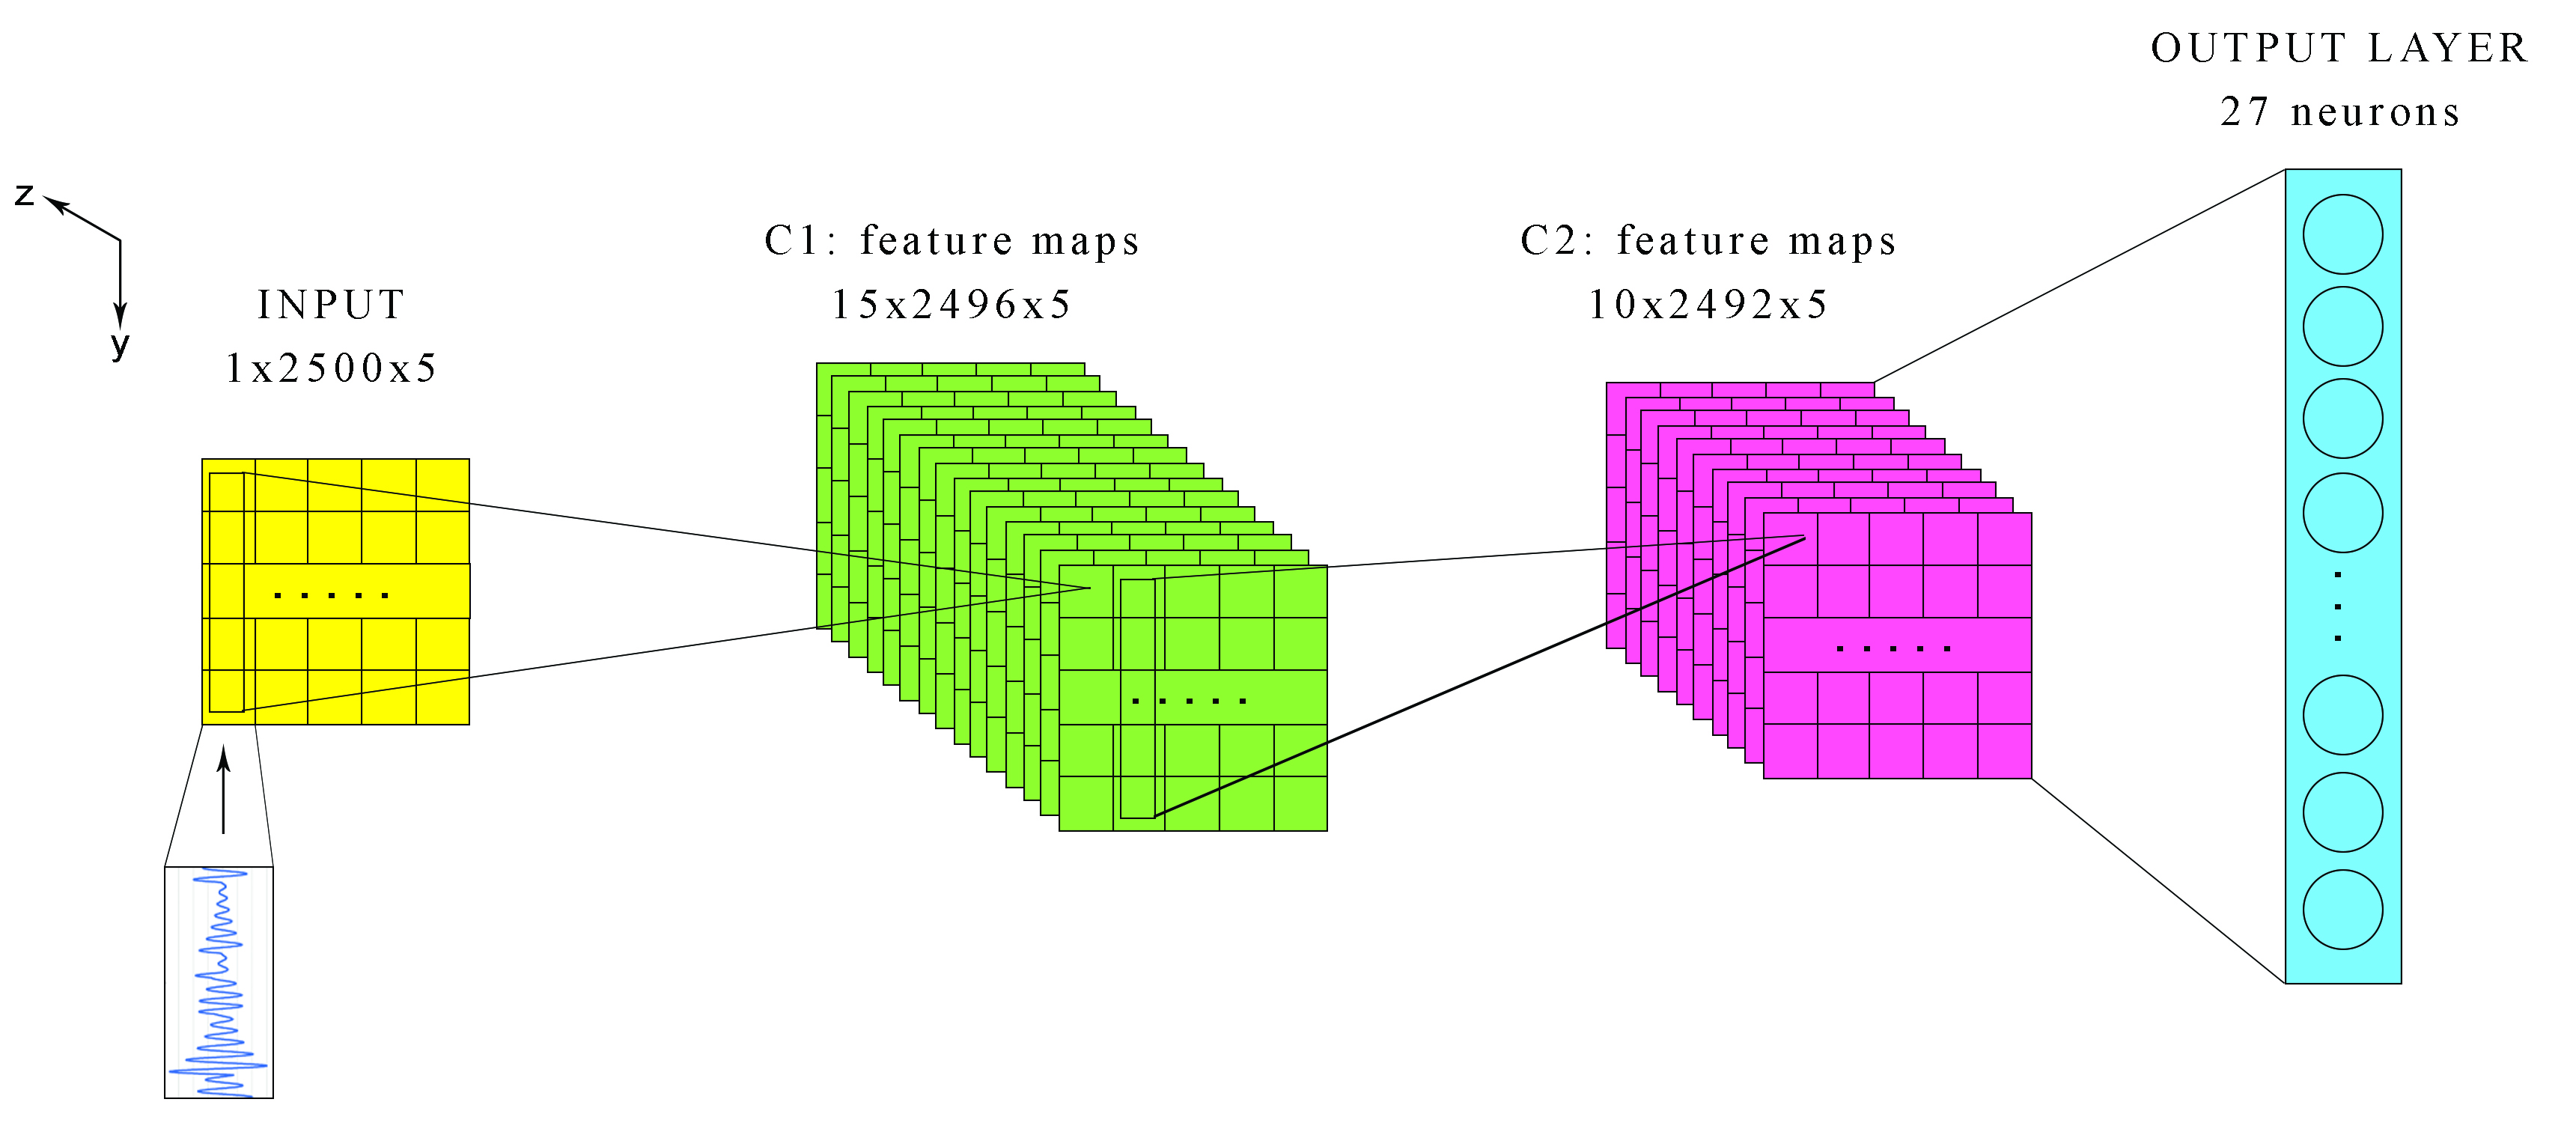 OUTPUT LAYER
27 neurons
z
y
INPUT
1x2500x5
C1: feature maps
15x2496x5
C2: feature maps
10x2492x5